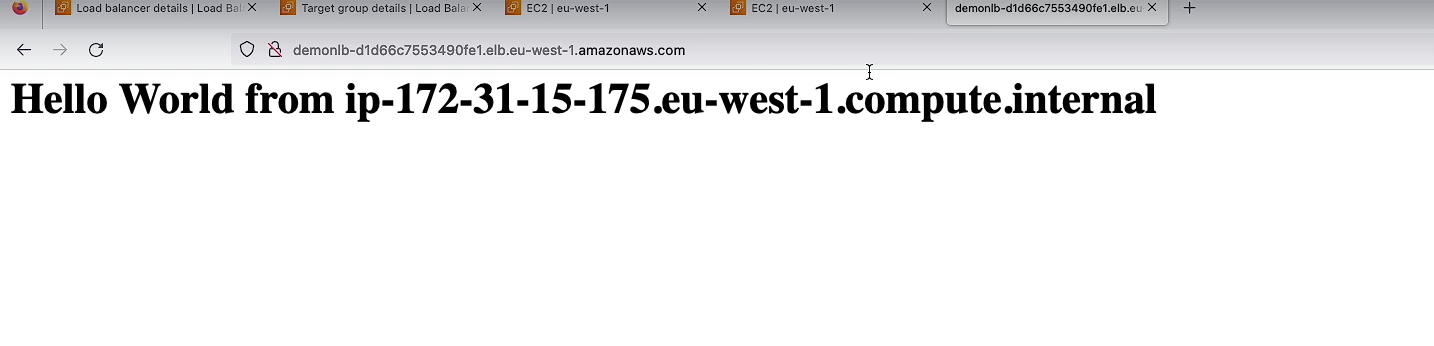 Load balancer details | Load Bal
Target group details | Load Bala
EC2 | eu-west-1
EC2 | eu-west-1
demonlb-d1d66c7553490fe1.elb.eu
demonlb-d1d66c7553490fe1.elb.eu-west-1.amazonaws.com
Hello World from ip-172-31-15-175.eu-west-1.compute.internal